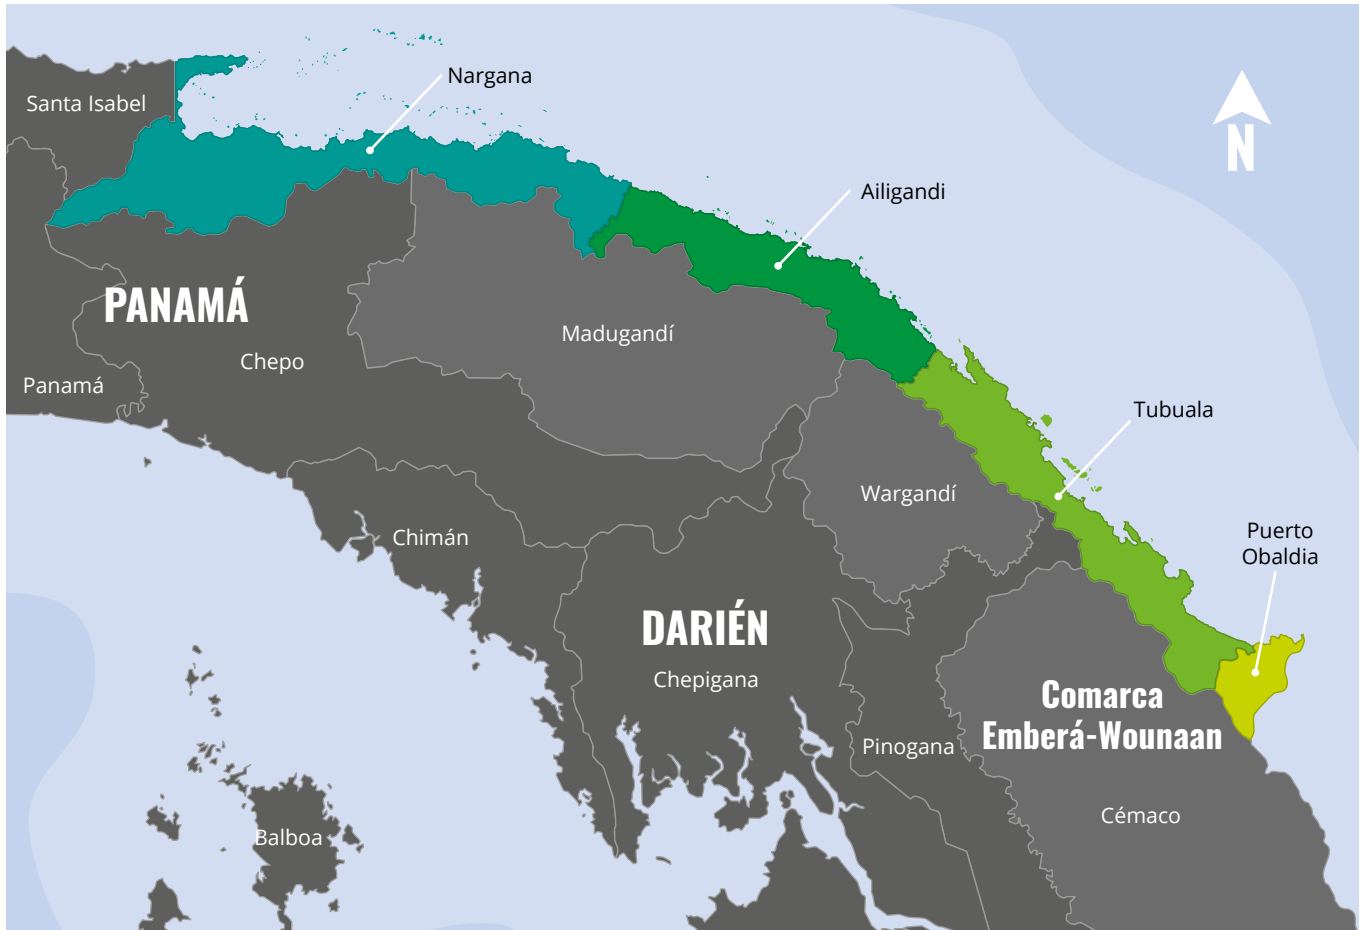 Nargana
Santa Isabel
N
Ailigandi
PANAMÁ
Madugandí
Chepo
Panamá
Tubuala
Wargandí
Chimán
Puerto
Obaldia
DARIÉN
Chepigana
Comarca
Emberá-Wounaan
Pinogana
Cémaco
Balboa